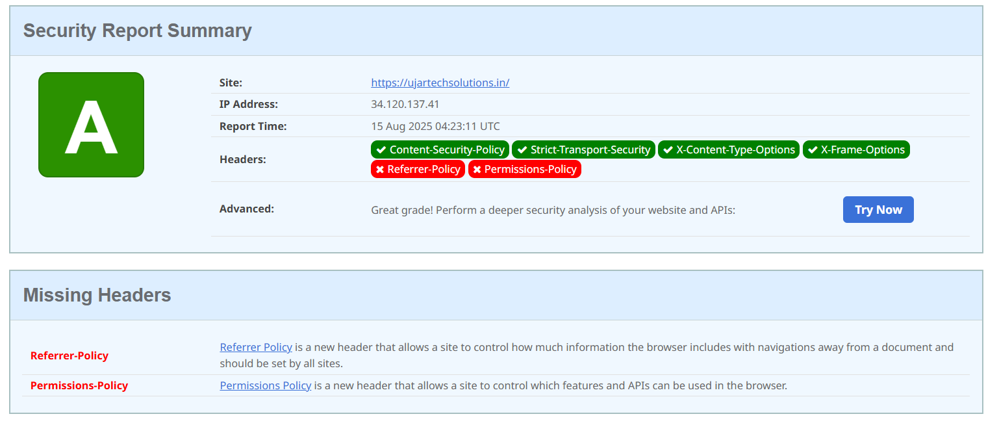 Security Report Summary
A
Site: https://ujartechsolutions.in/
IP Address: 34.120.137.41
Report Time: 15 Aug 2025 04:23:11 UTC
Headers: Content-Security-Policy Strict-Transport-Security X-Content-Type-Options X-Frame-Options
Referrer-Policy Permissions-Policy
Advanced: Great grade! Perform a deeper security analysis of your website and APIs: Try Now
Missing Headers
Referrer-Policy Referrer Policy is a new header that allows a site to control how much information the browser includes with navigations away from a document and
should be set by all sites.
Permissions-Policy Permissions Policy is a new header that allows a site to control which features and APIs can be used in the browser.